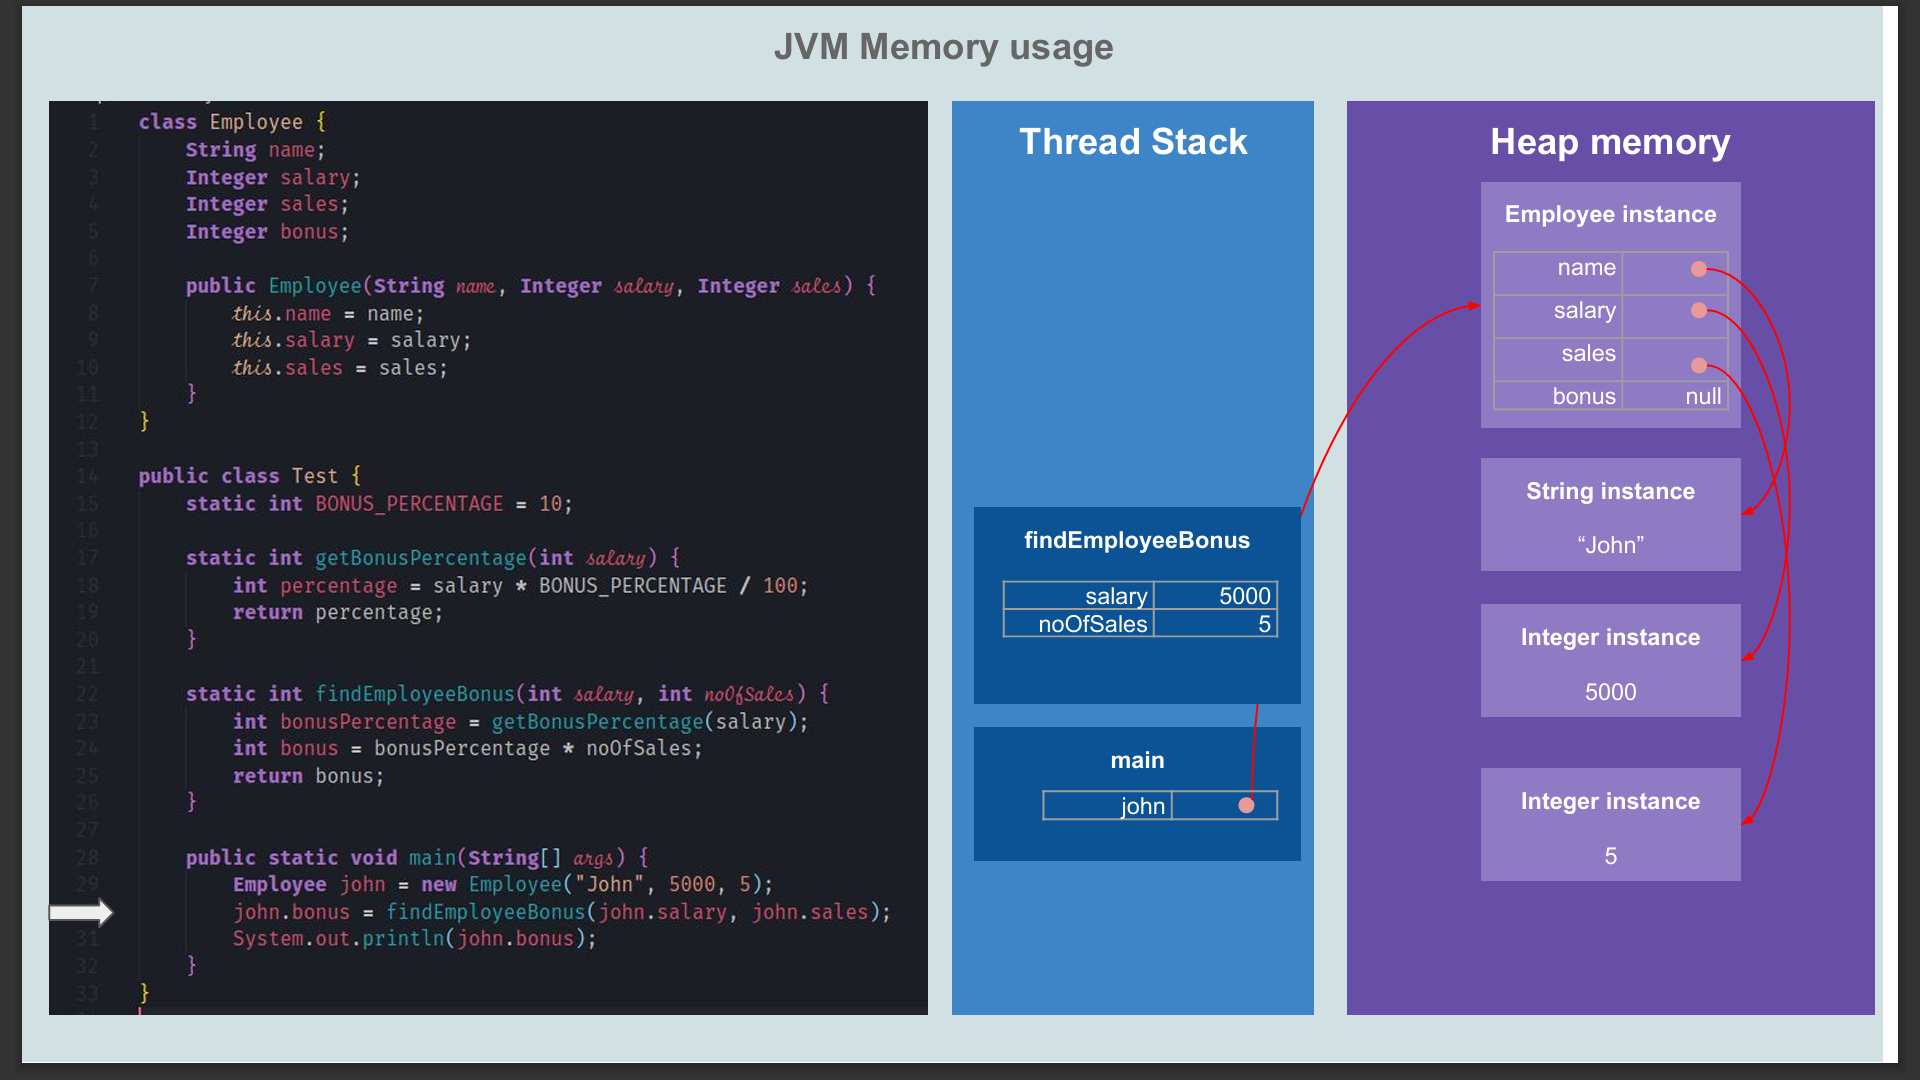 JVM Memory usage
1 class Employee {
2 String name;
3 Integer salary;
4 Integer sales;
5 Integer bonus;
6
7 public Employee(String name, Integer salary, Integer sales) {
8 this.name = name;
9 this.salary = salary;
10 this.sales = sales;
11 }
12 }
13
14 public class Test {
15 static int BONUS_PERCENTAGE = 10;
16
17 static int getBonusPercentage(int salary) {
18 int percentage = salary * BONUS_PERCENTAGE / 100;
19 return percentage;
20 }
21
22 static int findEmployeeBonus(int salary, int noOfSales) {
23 int bonusPercentage = getBonusPercentage(salary);
24 int bonus = bonusPercentage * noOfSales;
25 return bonus;
26 }
27
28 public static void main(String[] args) {
29 Employee john = new Employee("John", 5000, 5);
john.bonus = findEmployeeBonus(john.salary, john.sales);
31 System.out.println(john.bonus);
32 }
33 }
Thread Stack
findEmployeeBonus
salary 5000
noOfSales 5
main
john
Heap memory
Employee instance
name
salary
sales
bonus null
String instance
“John”
Integer instance
5000
Integer instance
5